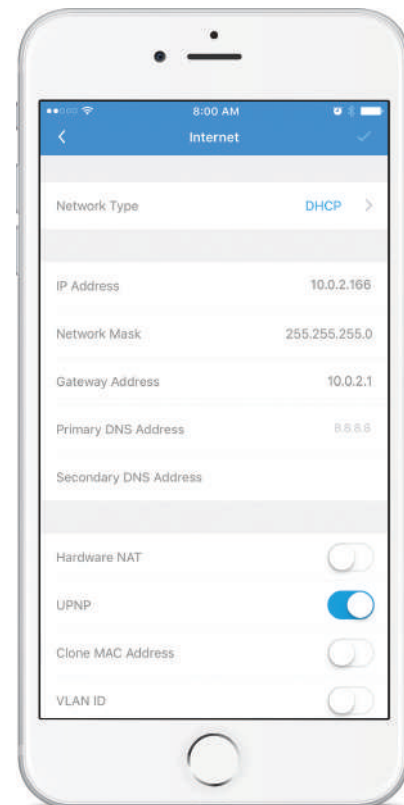 8:00 AM
Internet
Network Type DHCP
IP Address 10.0.2.166
Network Mask 255.255.255.0
Gateway Address 10.0.2.1
Primary DNS Address 8.8.8.8
Secondary DNS Address
Hardware NAT
UPNP
Clone MAC Address
VLAN ID